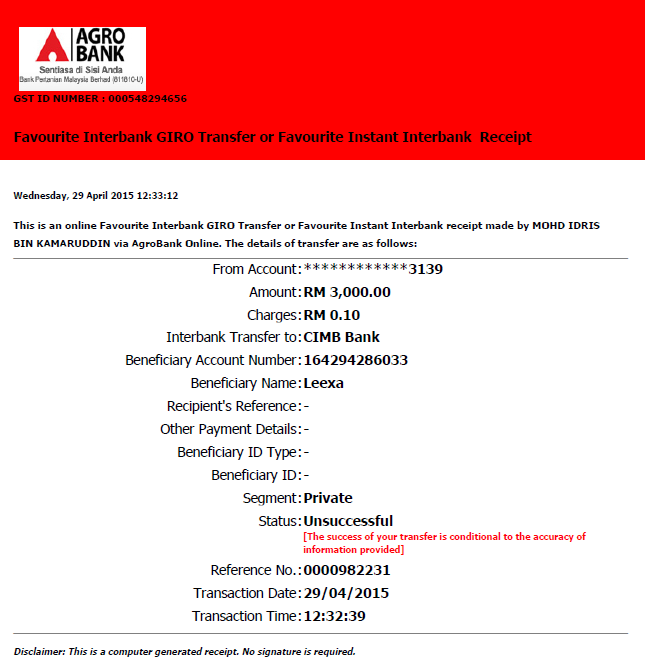 AGRO
BANK
Sentiasa di Sisi Anda
Bank Pertanian Malaysia Berhad (811810-U)
GST ID NUMBER : 000548294656
Favourite Interbank GIRO Transfer or Favourite Instant Interbank Receipt
Wednesday, 29 April 2015 12:33:12
This is an online Favourite Interbank GIRO Transfer or Favourite Instant Interbank receipt made by MOHD IDRIS
BIN KAMARUDDIN via AgroBank Online. The details of transfer are as follows:
From Account:************3139
Amount:RM 3,000.00
Charges:RM 0.10
Interbank Transfer to:CIMB Bank
Beneficiary Account Number:164294286033
Beneficiary Name:Leexa
Recipient's Reference:-
Other Payment Details:-
Beneficiary ID Type:-
Beneficiary ID:-
Segment:Private
Status:Unsuccessful
[The success of your transfer is conditional to the accuracy of
information provided]
Reference No.:0000982231
Transaction Date:29/04/2015
Transaction Time:12:32:39
Disclaimer: This is a computer generated receipt. No signature is required.